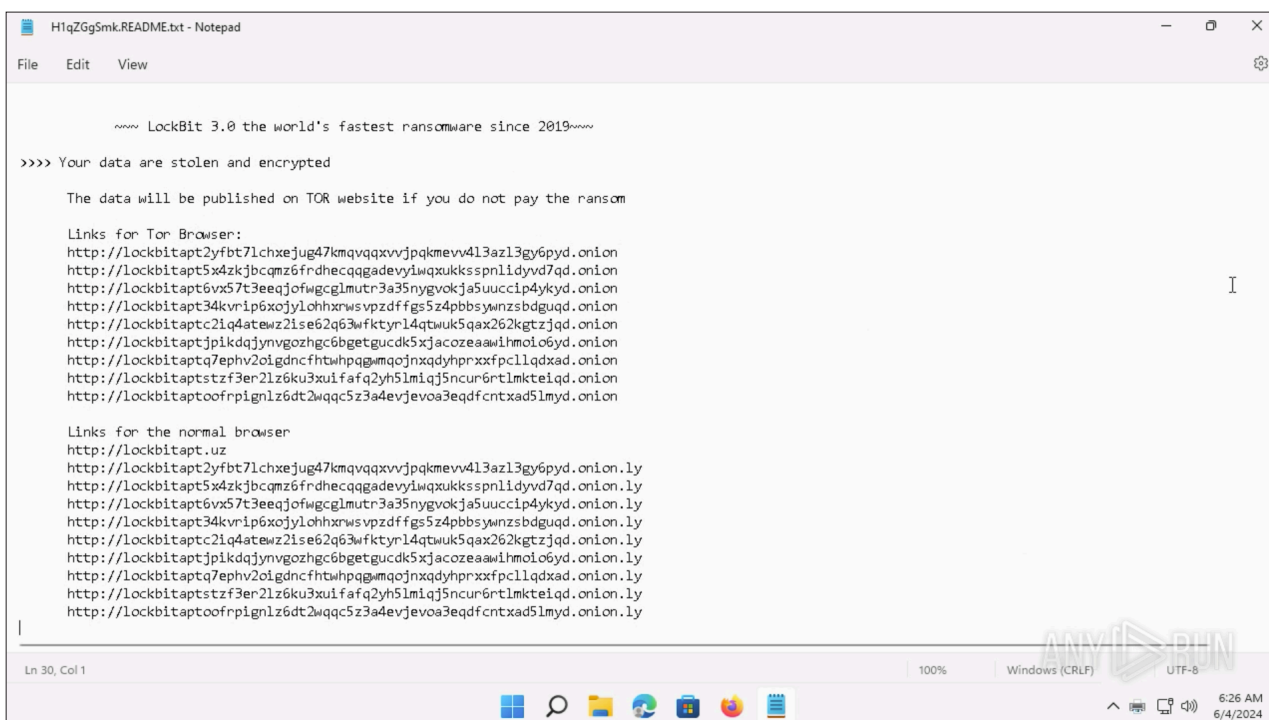 H1qZGgSmk.README.txt - Notepad
File Edit View
~~~ LockBit 3.0 the world's fastest ransomware since 2019~~~
>>>> Your data are stolen and encrypted
The data will be published on TOR website if you do not pay the ransom
Links for Tor Browser:
http://lockbitapt2yfbt7lchxejug47kmqvqqxvvjpqkmevv4l3azl3gy6pyd.onion
http://lockbitapt5x4zkjbcqmz6frdhecqqgadevyiwqxukksspnlidyvd7qd.onion
http://lockbitapt6vx57t3eeqjofwgcglmutr3a35nygvokja5uuccip4ykyd.onion
http://lockbitapt34kvrip6xojylohhxrwsvpzdffgs5z4pbbsywnzsbdguqd.onion
http://lockbitaptc2iq4atewz2ise62q63wfktyrl4qtwuk5qax262kgtzjqd.onion
http://lockbitaptjpikdqjynvgozhgc6bgetgucdk5xjacozeaawihmoio6yd.onion
http://lockbitaptq7ephv2oigdncfhtwhpqgwmqojnxqdyhprxxfpcllqdxad.onion
http://lockbitaptstzf3er2lz6ku3xuifafq2yh5lmiqj5ncur6rtlmkteiqd.onion
http://lockbitaptoofrpignlz6dt2wqqc5z3a4evjevoa3eqdfcntxad5lmyd.onion
Links for the normal browser
http://lockbitapt.uz
http://lockbitapt2yfbt7lchxejug47kmqvqqxvvjpqkmevv4l3azl3gy6pyd.onion.ly
http://lockbitapt5x4zkjbcqmz6frdhecqqgadevyiwqxukksspnlidyvd7qd.onion.ly
http://lockbitapt6vx57t3eeqjofwgcglmutr3a35nygvokja5uuccip4ykyd.onion.ly
http://lockbitapt34kvrip6xojylohhxrwsvpzdffgs5z4pbbsywnzsbdguqd.onion.ly
http://lockbitaptc2iq4atewz2ise62q63wfktyrl4qtwuk5qax262kgtzjqd.onion.ly
http://lockbitaptjpikdqjynvgozhgc6bgetgucdk5xjacozeaawihmoio6yd.onion.ly
http://lockbitaptq7ephv2oigdncfhtwhpqgwmqojnxqdyhprxxfpcllqdxad.onion.ly
http://lockbitaptstzf3er2lz6ku3xuifafq2yh5lmiqj5ncur6rtlmkteiqd.onion.ly
http://lockbitaptoofrpignlz6dt2wqqc5z3a4evjevoa3eqdfcntxad5lmyd.onion.ly
ANY RUN
Ln 30, Col 1 100% Windows (CRLF) UTF-8
6:26 AM
6/4/2024